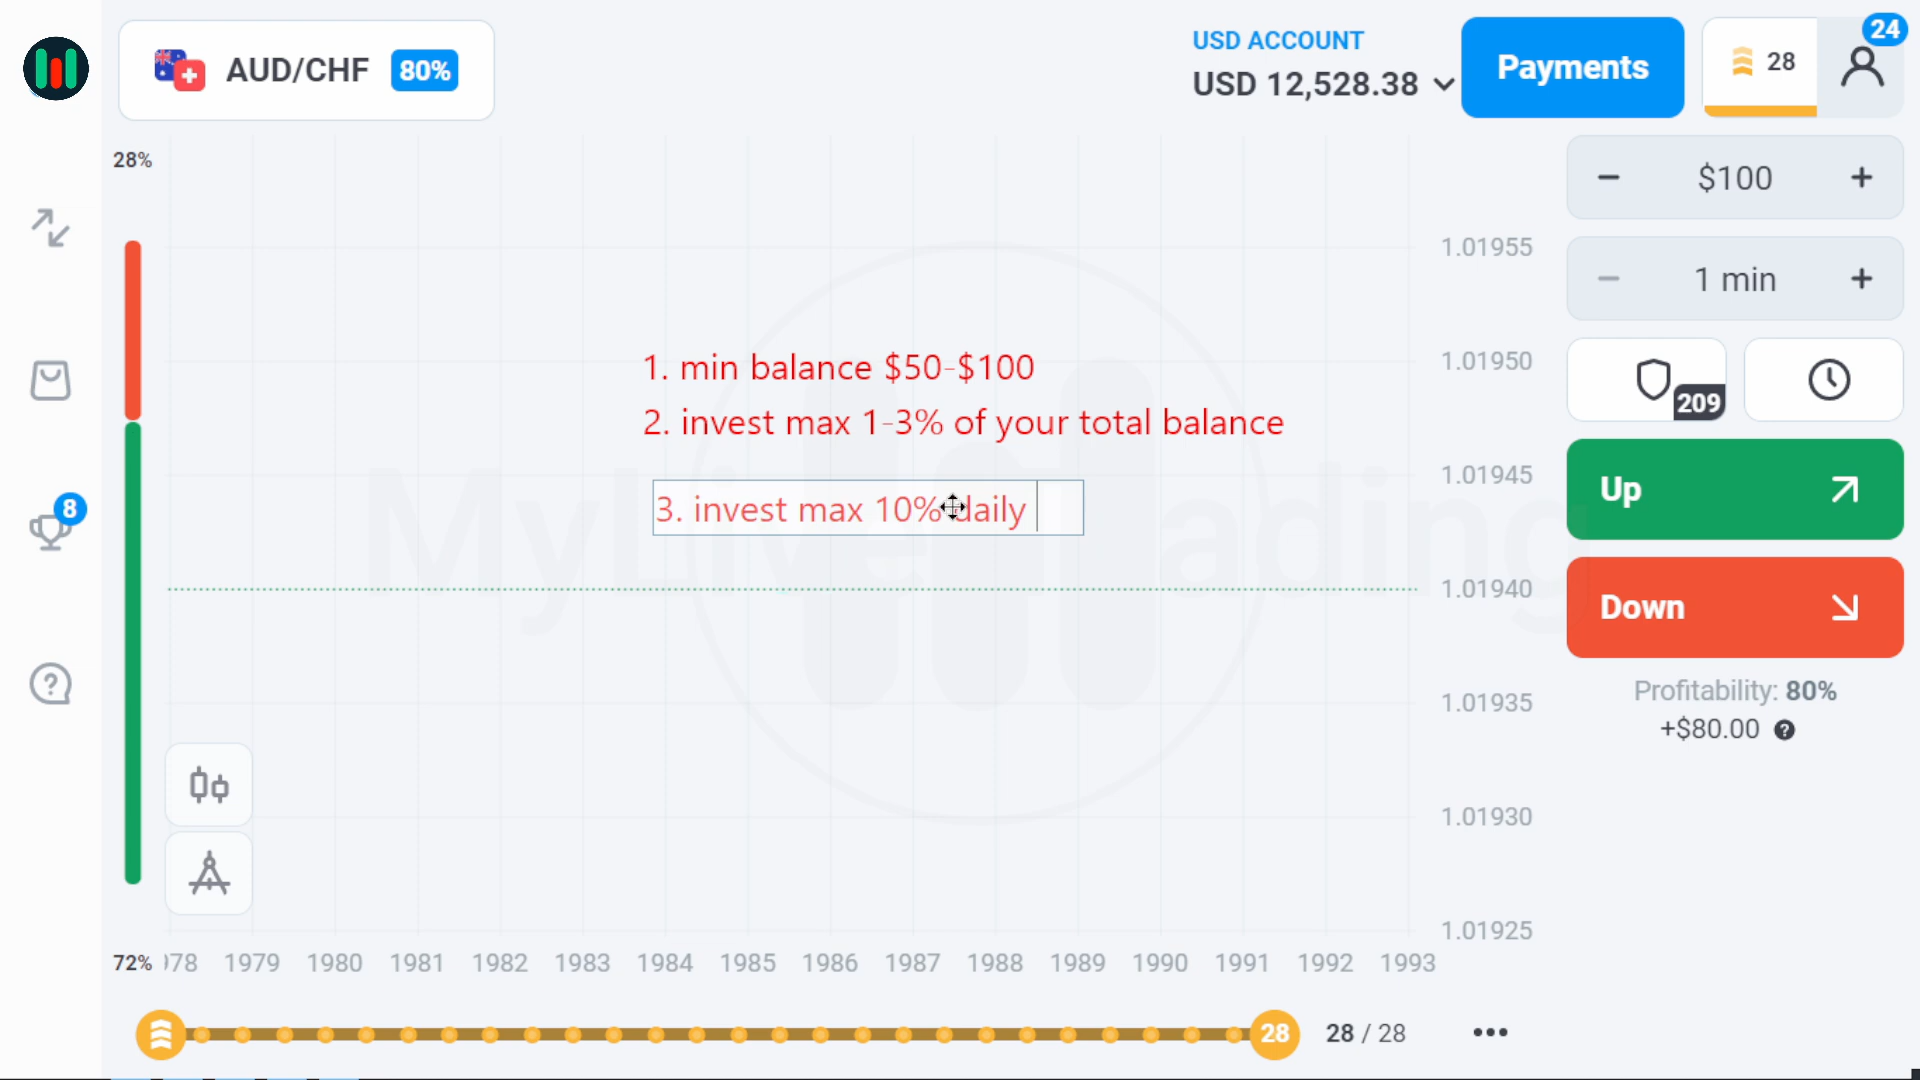 AUD/CHF 80%
USD ACCOUNT
USD 12,528.38
Payments
28
24
28%
$100
1 min
209
Up
Down
Profitability: 80%
+$80.00
1. min balance $50-$100
2. invest max 1-3% of your total balance
3. invest max 10% daily
MyLiveTrading
8
1.01955
1.01950
1.01945
1.01940
1.01935
1.01930
1.01925
72%
978 1979 1980 1981 1982 1983 1984 1985 1986 1987 1988 1989 1990 1991 1992 1993
28
28 / 28